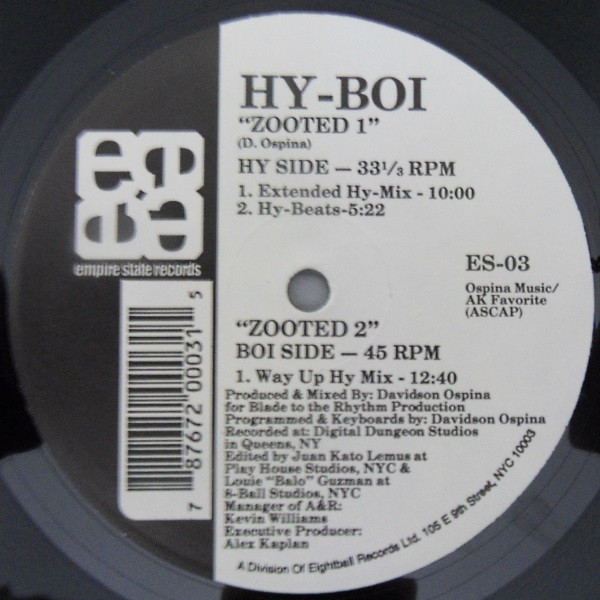 HY-BOI
“ZOOTED 1”
(D. Ospina)
HY SIDE — 33⅓ RPM
1. Extended Hy-Mix - 10:00
2. Hy-Beats-5:22
empire state records
ES-03
Ospina Music/
AK Favorite
(ASCAP)
“ZOOTED 2”
BOI SIDE — 45 RPM
1. Way Up Hy Mix - 12:40
Produced & Mixed By: Davidson Ospina
for Blade to the Rhythm Production
Programmed & Keyboards by: Davidson Ospina
Recorded at: Digital Dungeon Studios
in Queens, NY
Edited by Juan Kato Lemus at
Play House Studios, NYC &
Louie "Balo" Guzman at
8-Ball Studios, NYC
Manager of A&R:
Kevin Williams
Executive Producer:
Alex Kaplan
A Division Of Eightball Records Ltd. 105 E 9th Street, NYC 10003
7 87672 00031 5